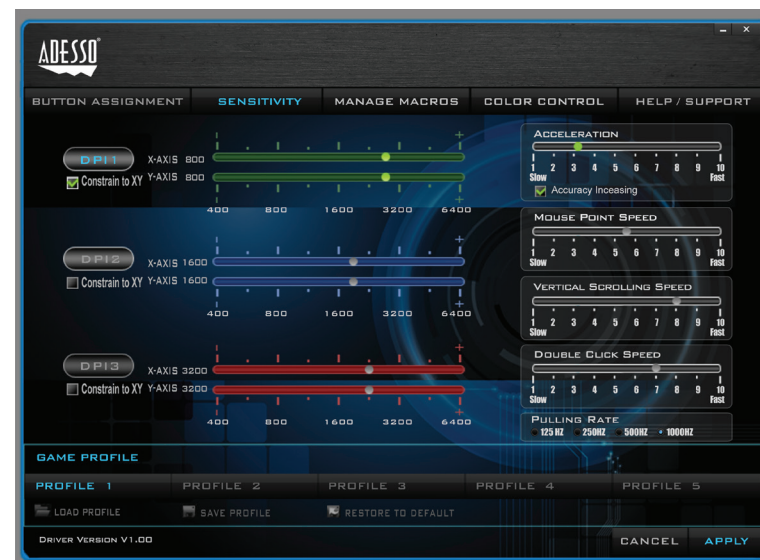 ADESSO®
BUTTON ASSIGNMENT SENSITIVITY MANAGE MACROS COLOR CONTROL HELP / SUPPORT
DPI1
X-AXIS 800
Constrain to XY Y-AXIS 800
400 800 1600 3200 6400
DPI2
X-AXIS 1600
Constrain to XY Y-AXIS 1600
400 800 1600 3200 6400
DPI3
X-AXIS 3200
Constrain to XY Y-AXIS 3200
400 800 1600 3200 6400
ACCELERATION
1 2 3 4 5 6 7 8 9 10
Slow Fast
Accuracy Inceasing
MOUSE POINT SPEED
1 2 3 4 5 6 7 8 9 10
Slow Fast
VERTICAL SCROLLING SPEED
1 2 3 4 5 6 7 8 9 10
Slow Fast
DOUBLE CLICK SPEED
1 2 3 4 5 6 7 8 9 10
Slow Fast
PULLING RATE
125 HZ 250HZ 500HZ 1000HZ
GAME PROFILE
PROFILE 1 PROFILE 2 PROFILE 3 PROFILE 4 PROFILE 5
LOAD PROFILE SAVE PROFILE RESTORE TO DEFAULT
DRIVER VERSION V1.00 CANCEL APPLY